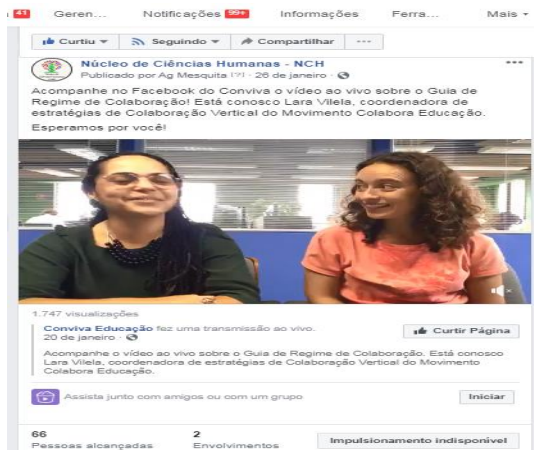 41 Geren... Notificações 99+ Informações Ferra... Mais
Curtiu Seguindo Compartilhar ...
Núcleo de Ciências Humanas - NCH ...
Publicado por Ag Mesquita [?] · 26 de janeiro ·
Acompanhe no Facebook do Conviva o vídeo ao vivo sobre o Guia de
Regime de Colaboração! Está conosco Lara Vilela, coordenadora de
estratégias de Colaboração Vertical do Movimento Colabora Educação.
Esperamos por você!
1.747 visualizações
Conviva Educação fez uma transmissão ao vivo.
20 de janeiro ·
Curtir Página
Acompanhe o vídeo ao vivo sobre o Guia de Regime de Colaboração. Está conosco
Lara Vilela, coordenadora de estratégias de Colaboração Vertical do Movimento
Colabora Educação.
Assista junto com amigos ou com um grupo Iniciar
66 2
Pessoas alcançadas Envolvimentos Impulsionamento indisponível